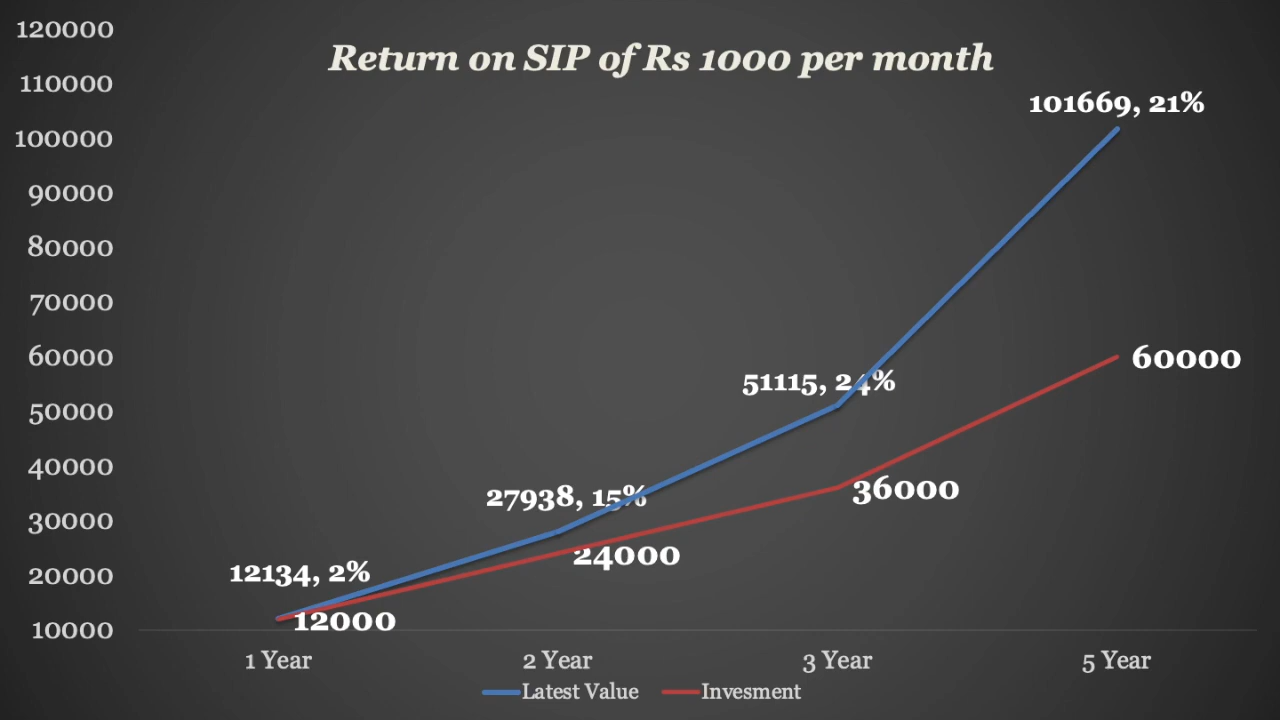 Return on SIP of Rs 1000 per month
120000
110000
100000
90000
80000
70000
60000
50000
40000
30000
20000
10000
101669, 21%
60000
51115, 24%
36000
27938, 15%
24000
12134, 2%
12000
1 Year
2 Year
3 Year
5 Year
Latest Value
Invesment